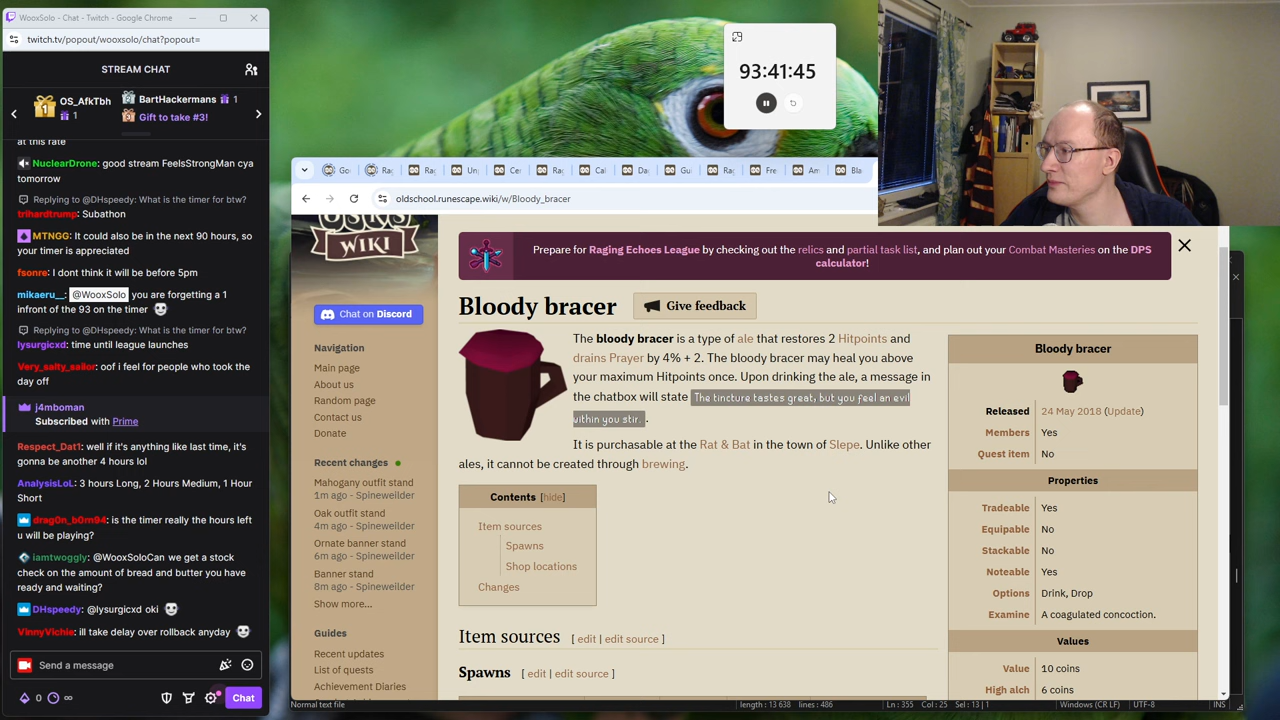 WooxSolo - Chat - Twitch - Google Chrome
twitch.tv/popout/wooxsolo/chat?popout=
STREAM CHAT
1
OS_AfkTbh
1
BartHackermans 1
Gift to take #3!
at this rate
NuclearDrone: good stream FeelsStrongMan cya
tomorrow
Replying to @DHspeedy: What is the timer for btw?
trihardtrump: Subathon
MTNGG: It could also be in the next 90 hours, so
your timer is appreciated
fsonre: I dont think it will be before 5pm
mikaeru__: @WooxSolo you are forgetting a 1
infront of the 93 on the timer
Replying to @DHspeedy: What is the timer for btw?
lysurgicxd: time until league launches
Very_salty_sailor: oof i feel for people who took the
day off
j4mboman
Subscribed with Prime
Respect_Dat1: well if it's anything like last time, it's
gonna be another 4 hours lol
AnalysisLoL: 3 hours Long, 2 Hours Medium, 1 Hour
Short
drag0n_b0rn94: is the timer really the hours left
u will be playing?
iamtwoggly: @WooxSoloCan we get a stock
check on the amount of bread and butter you have
ready and waiting?
DHspeedy: @lysurgicxd oki
VinnyVichie: ill take delay over rollback anyday
Send a message
0 ∞
Chat
93:41:45
Go Rag Rag Un Ce Ra Cal Da Gu Rag Fre Am Bla
oldschool.runescape.wiki/w/Bloody_bracer
WIKI
Prepare for Raging Echoes League by checking out the relics and partial task list, and plan out your Combat Masteries on the DPS
calculator!
Chat on Discord
Navigation
Main page
About us
Random page
Contact us
Donate
Recent changes
Mahogany outfit stand
1m ago - Spineweilder
Oak outfit stand
4m ago - Spineweilder
Ornate banner stand
6m ago - Spineweilder
Banner stand
8m ago - Spineweilder
Show more...
Guides
Recent updates
List of quests
Achievement Diaries
Bloody bracer
Give feedback
The bloody bracer is a type of ale that restores 2 Hitpoints and
drains Prayer by 4% + 2. The bloody bracer may heal you above
your maximum Hitpoints once. Upon drinking the ale, a message in
the chatbox will state The tincture tastes great, but you feel an evil
within you stir. .
It is purchasable at the Rat & Bat in the town of Slepe. Unlike other
ales, it cannot be created through brewing.
Contents [hide]
Item sources
Spawns
Shop locations
Changes
Item sources [ edit | edit source ]
Spawns [ edit | edit source ]
Bloody bracer
Released 24 May 2018 (Update)
Members Yes
Quest item No
Properties
Tradeable Yes
Equipable No
Stackable No
Noteable Yes
Options Drink, Drop
Examine A coagulated concoction.
Values
Value 10 coins
High alch 6 coins
Normal text file
length : 13 638 lines : 486
Ln : 355 Col : 25 Sel : 13 | 1
Windows (CR LF)
UTF-8
INS